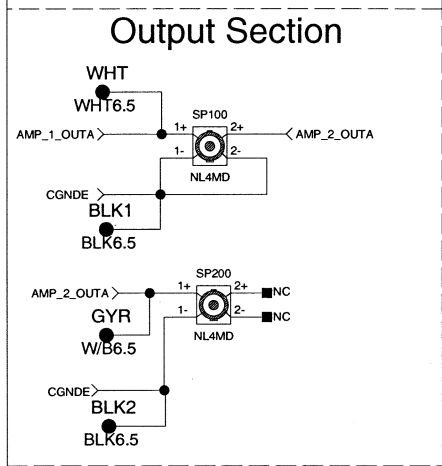 Output Section
WHT
WHT6.5
SP100
AMP_1_OUTA 1+ 2+ AMP_2_OUTA
1- 2-
NL4MD
CGNDE
BLK1
BLK6.5
SP200
AMP_2_OUTA 1+ 2+ NC
GYR 1- 2- NC
W/B6.5 NL4MD
CGNDE
BLK2
BLK6.5